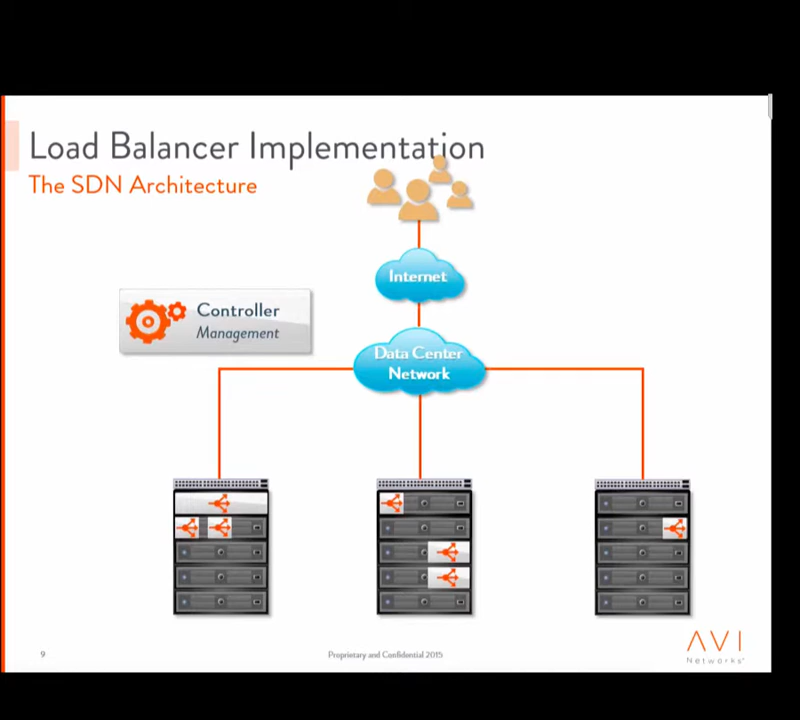 Load Balancer Implementation
The SDN Architecture
Internet
Controller
Management
Data Center
Network
9
Proprietary and Confidential 2015
AVI
Networks